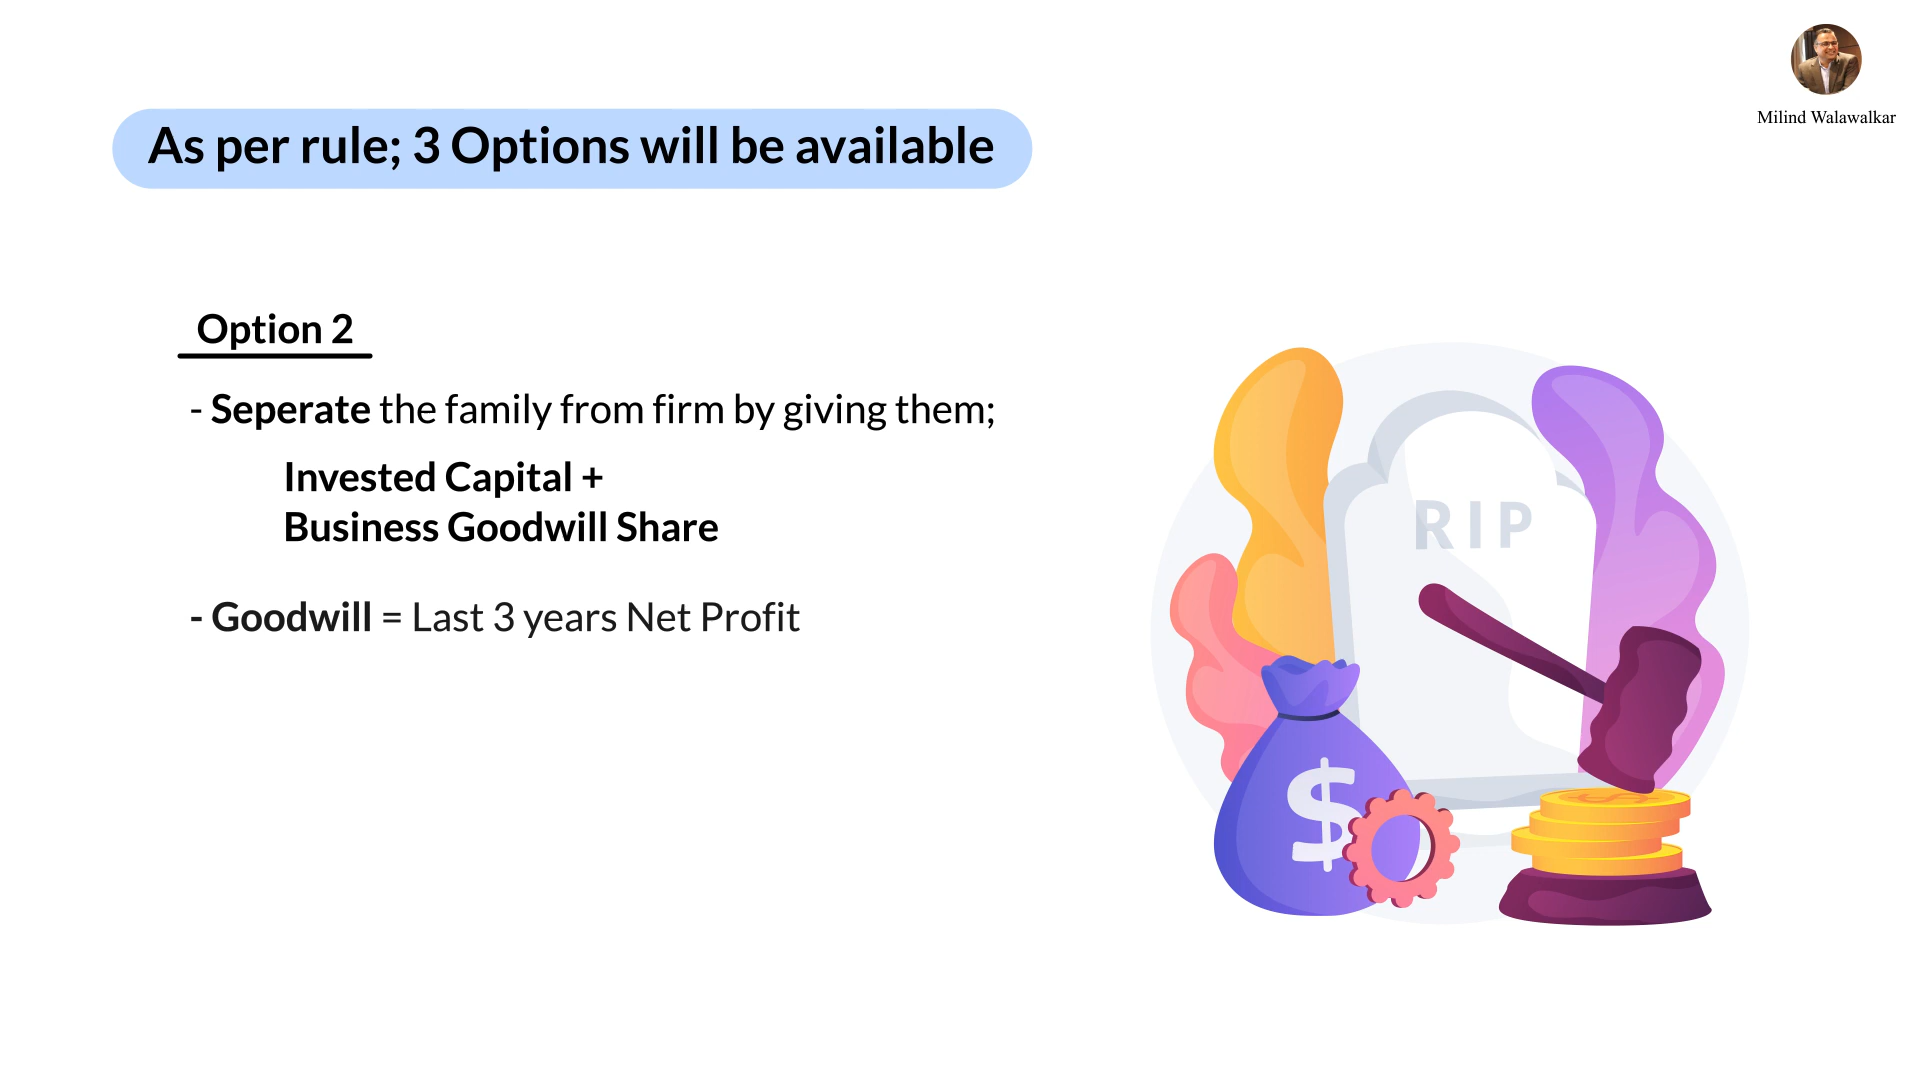 Milind Walawalkar
As per rule; 3 Options will be available
Option 2
- Seperate the family from firm by giving them;
Invested Capital +
Business Goodwill Share
- Goodwill = Last 3 years Net Profit
RIP
$